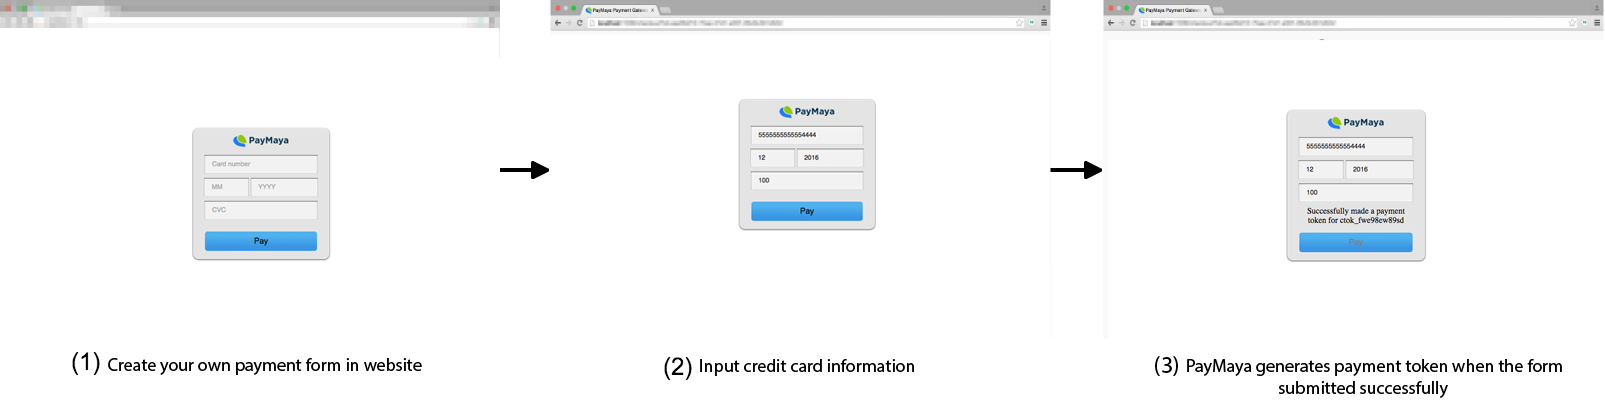 PayMaya
Card number
MM
YYYY
CVC
Pay
(1) Create your own payment form in website
PayMaya Payment Gatew
PayMaya
5555555555554444
12
2016
100
Pay
(2) Input credit card information
PayMaya Payment Gatew
PayMaya
5555555555554444
12
2016
100
Successfully made a payment
token for ctok_fwe98ew89sd
Pay
(3) PayMaya generates payment token when the form
submitted successfully